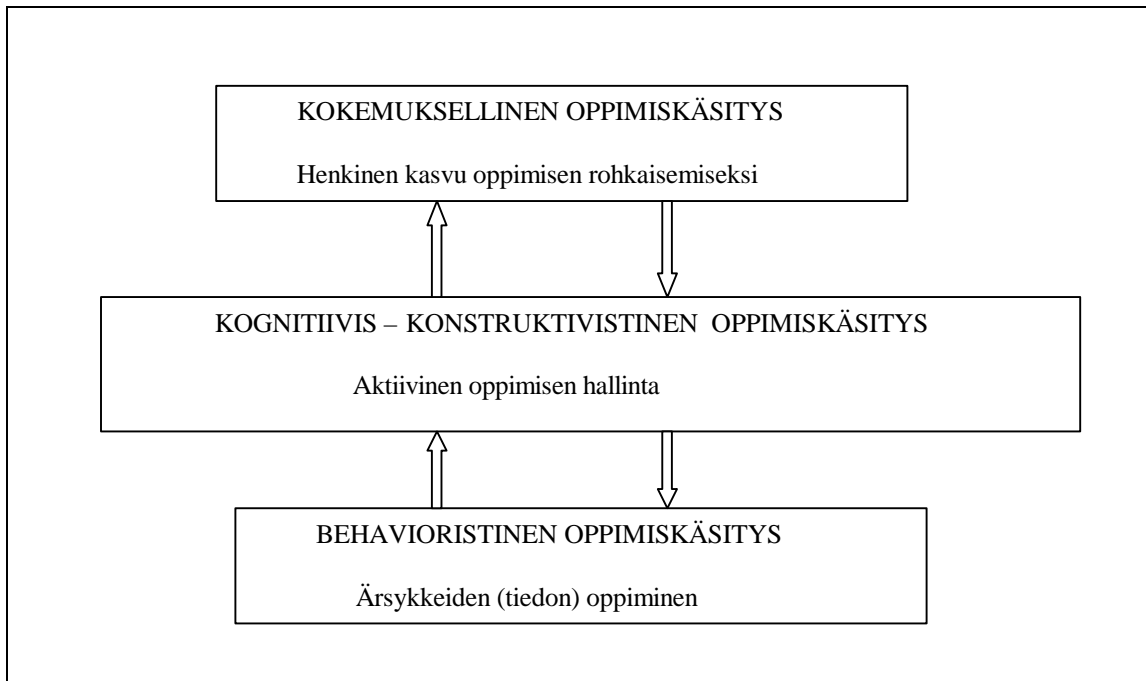 KOKEMUKSELLINEN OPPIMISKÄSITYS
Henkinen kasvu oppimisen rohkaisemiseksi
KOGNITIIVIS – KONSTRUKTIVISTINEN OPPIMISKÄSITYS
Aktiivinen oppimisen hallinta
BEHAVIORISTINEN OPPIMISKÄSITYS
Ärsykkeiden (tiedon) oppiminen